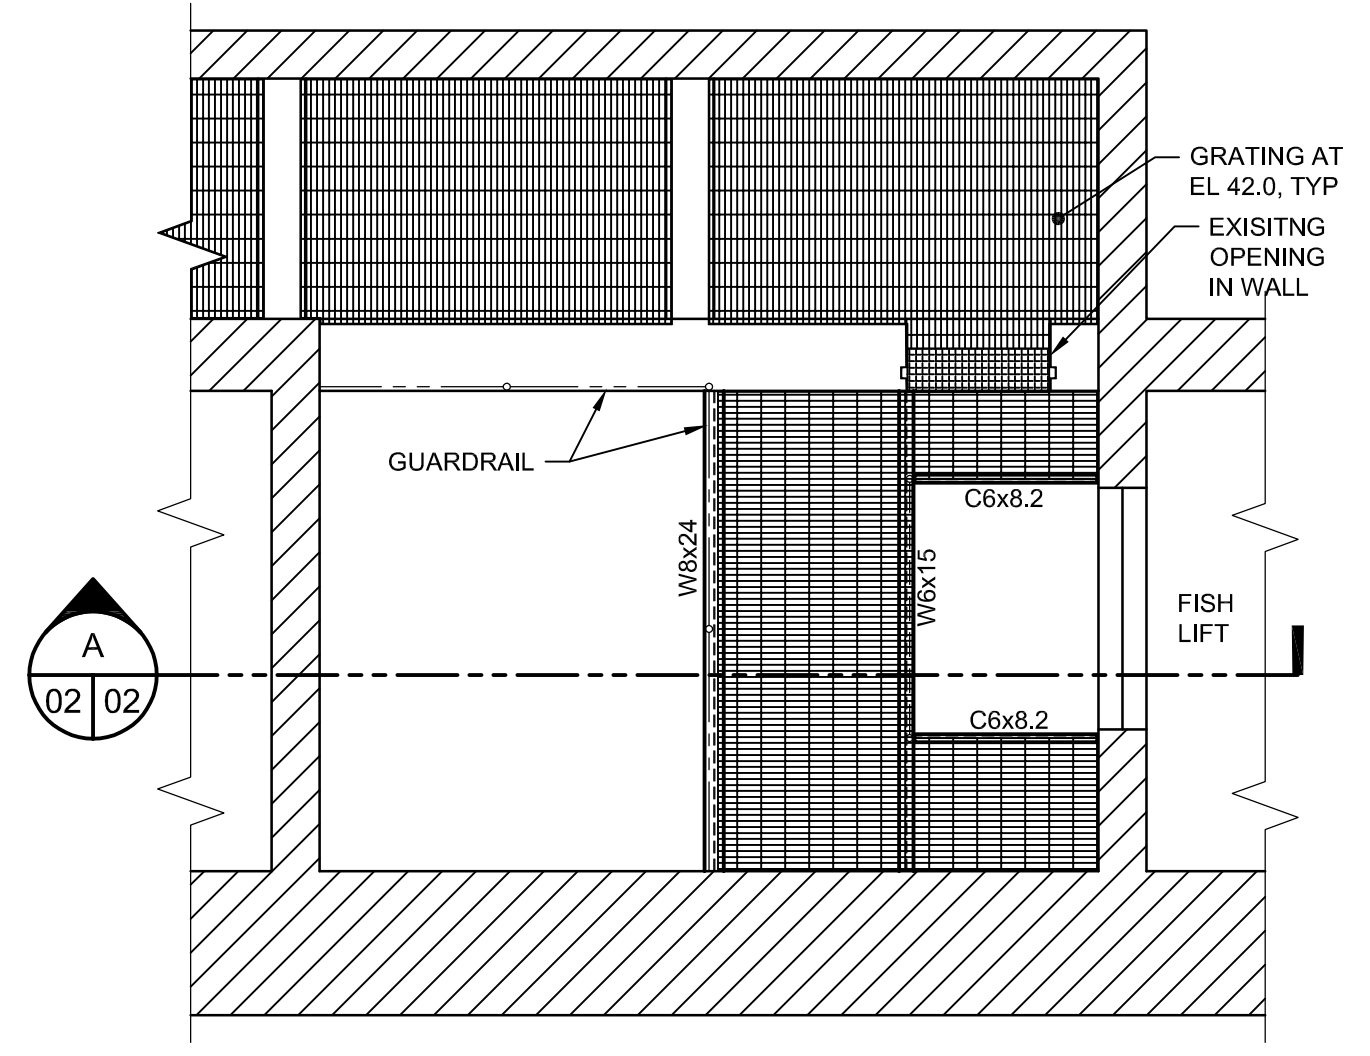 GRATING AT
EL 42.0, TYP
EXISITNG
OPENING
IN WALL
GUARDRAIL
C6x8.2
W8x24
W6x15
FISH
LIFT
A
02 02
C6x8.2